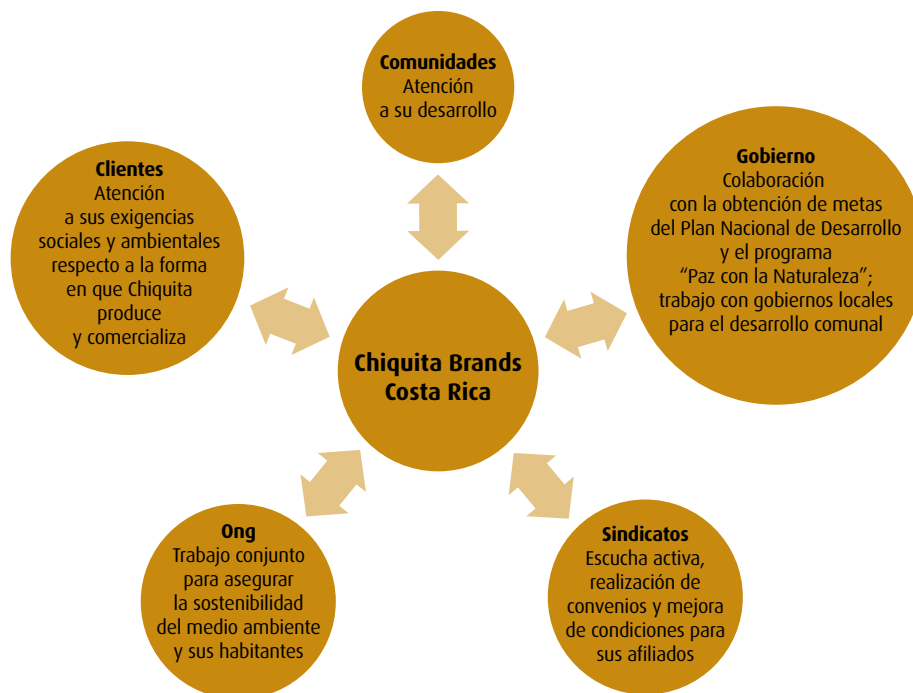 Comunidades
Atención
a su desarrollo
Clientes
Atención
a sus exigencias
sociales y ambientales
respecto a la forma
en que Chiquita
produce
y comercializa
Gobierno
Colaboración
con la obtención de metas
del Plan Nacional de Desarrollo
y el programa
“Paz con la Naturaleza”;
trabajo con gobiernos locales
para el desarrollo comunal
Chiquita Brands
Costa Rica
Ong
Trabajo conjunto
para asegurar
la sostenibilidad
del medio ambiente
y sus habitantes
Sindicatos
Escucha activa,
realización de
convenios y mejora
de condiciones para
sus afiliados